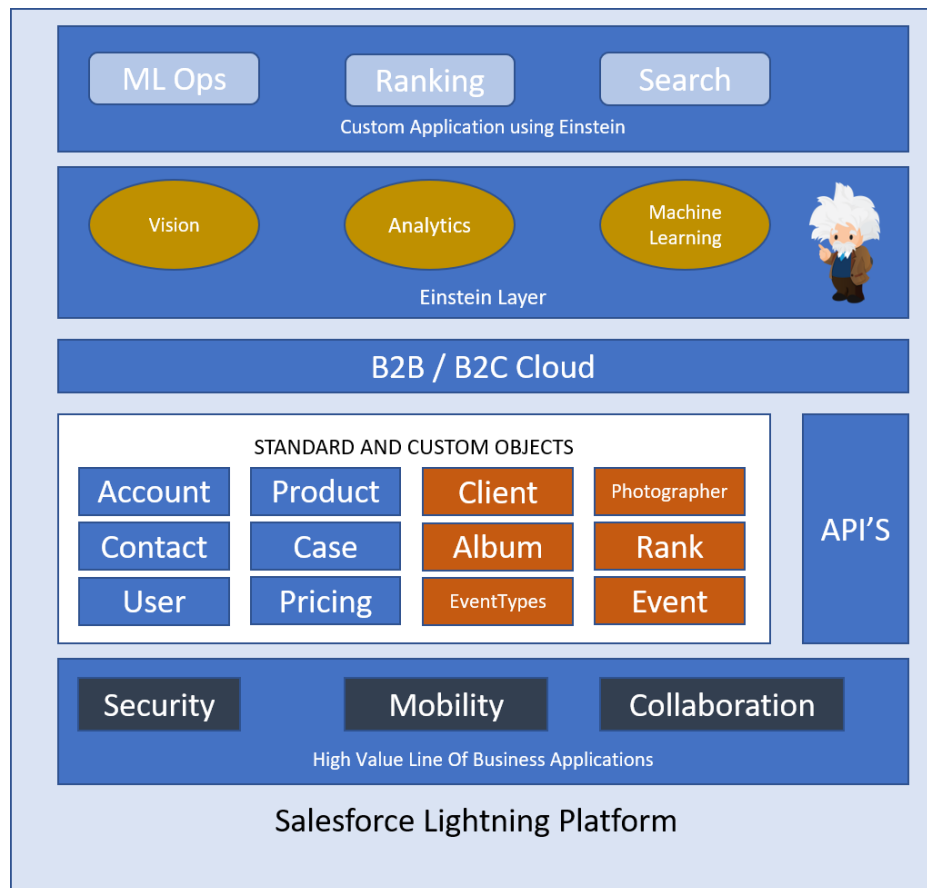 ML Ops
Ranking
Search
Custom Application using Einstein
Vision
Analytics
Machine
Learning
Einstein Layer
B2B / B2C Cloud
STANDARD AND CUSTOM OBJECTS
Account
Product
Client
Photographer
Contact
Case
Album
Rank
User
Pricing
EventTypes
Event
API'S
Security
Mobility
Collaboration
High Value Line Of Business Applications
Salesforce Lightning Platform